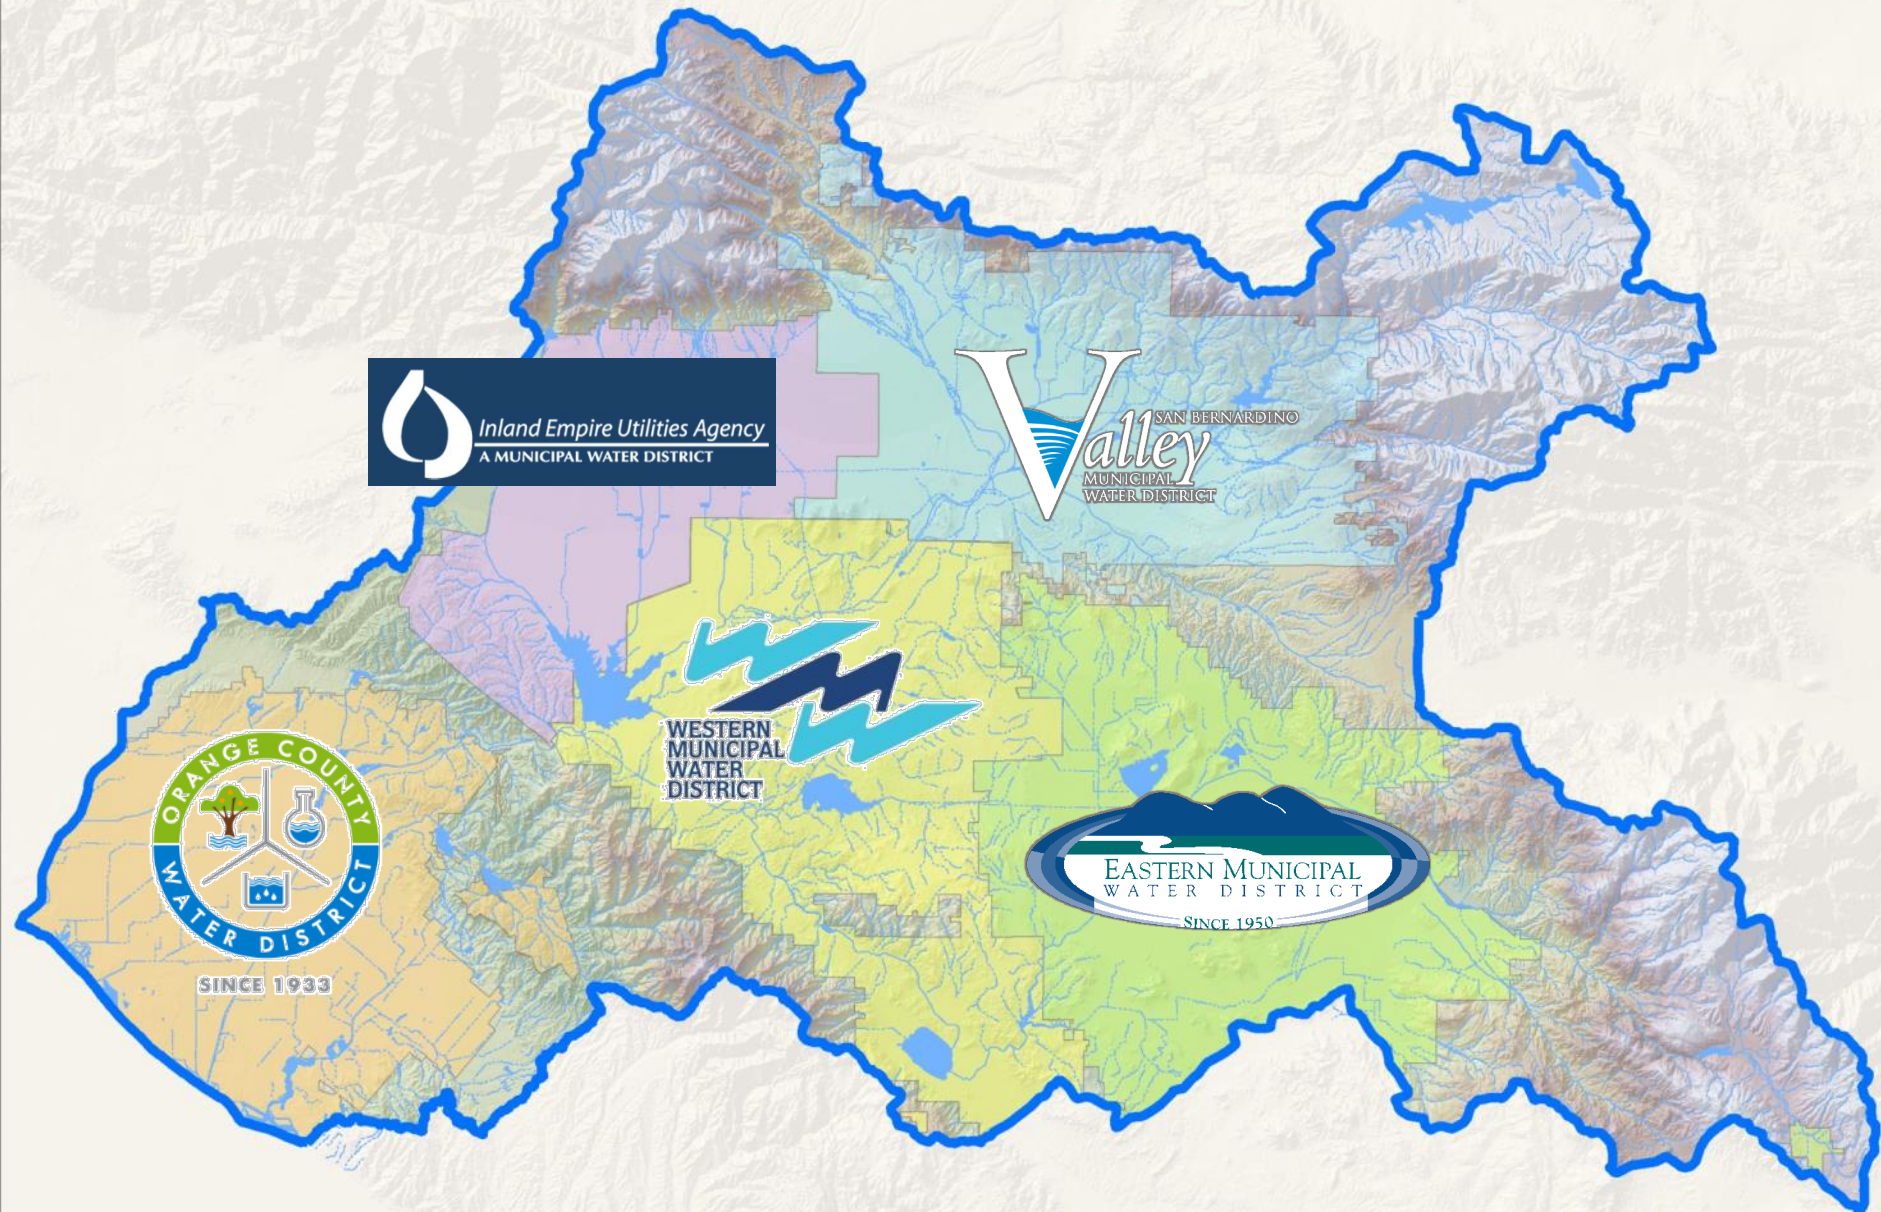 Inland Empire Utilities Agency
A MUNICIPAL WATER DISTRICT
SAN BERNARDINO
Valley
MUNICIPAL
WATER DISTRICT
WESTERN
MUNICIPAL
WATER
DISTRICT
ORANGE COUNTY
WATER DISTRICT
SINCE 1933
EASTERN MUNICIPAL
WATER DISTRICT
SINCE 1950